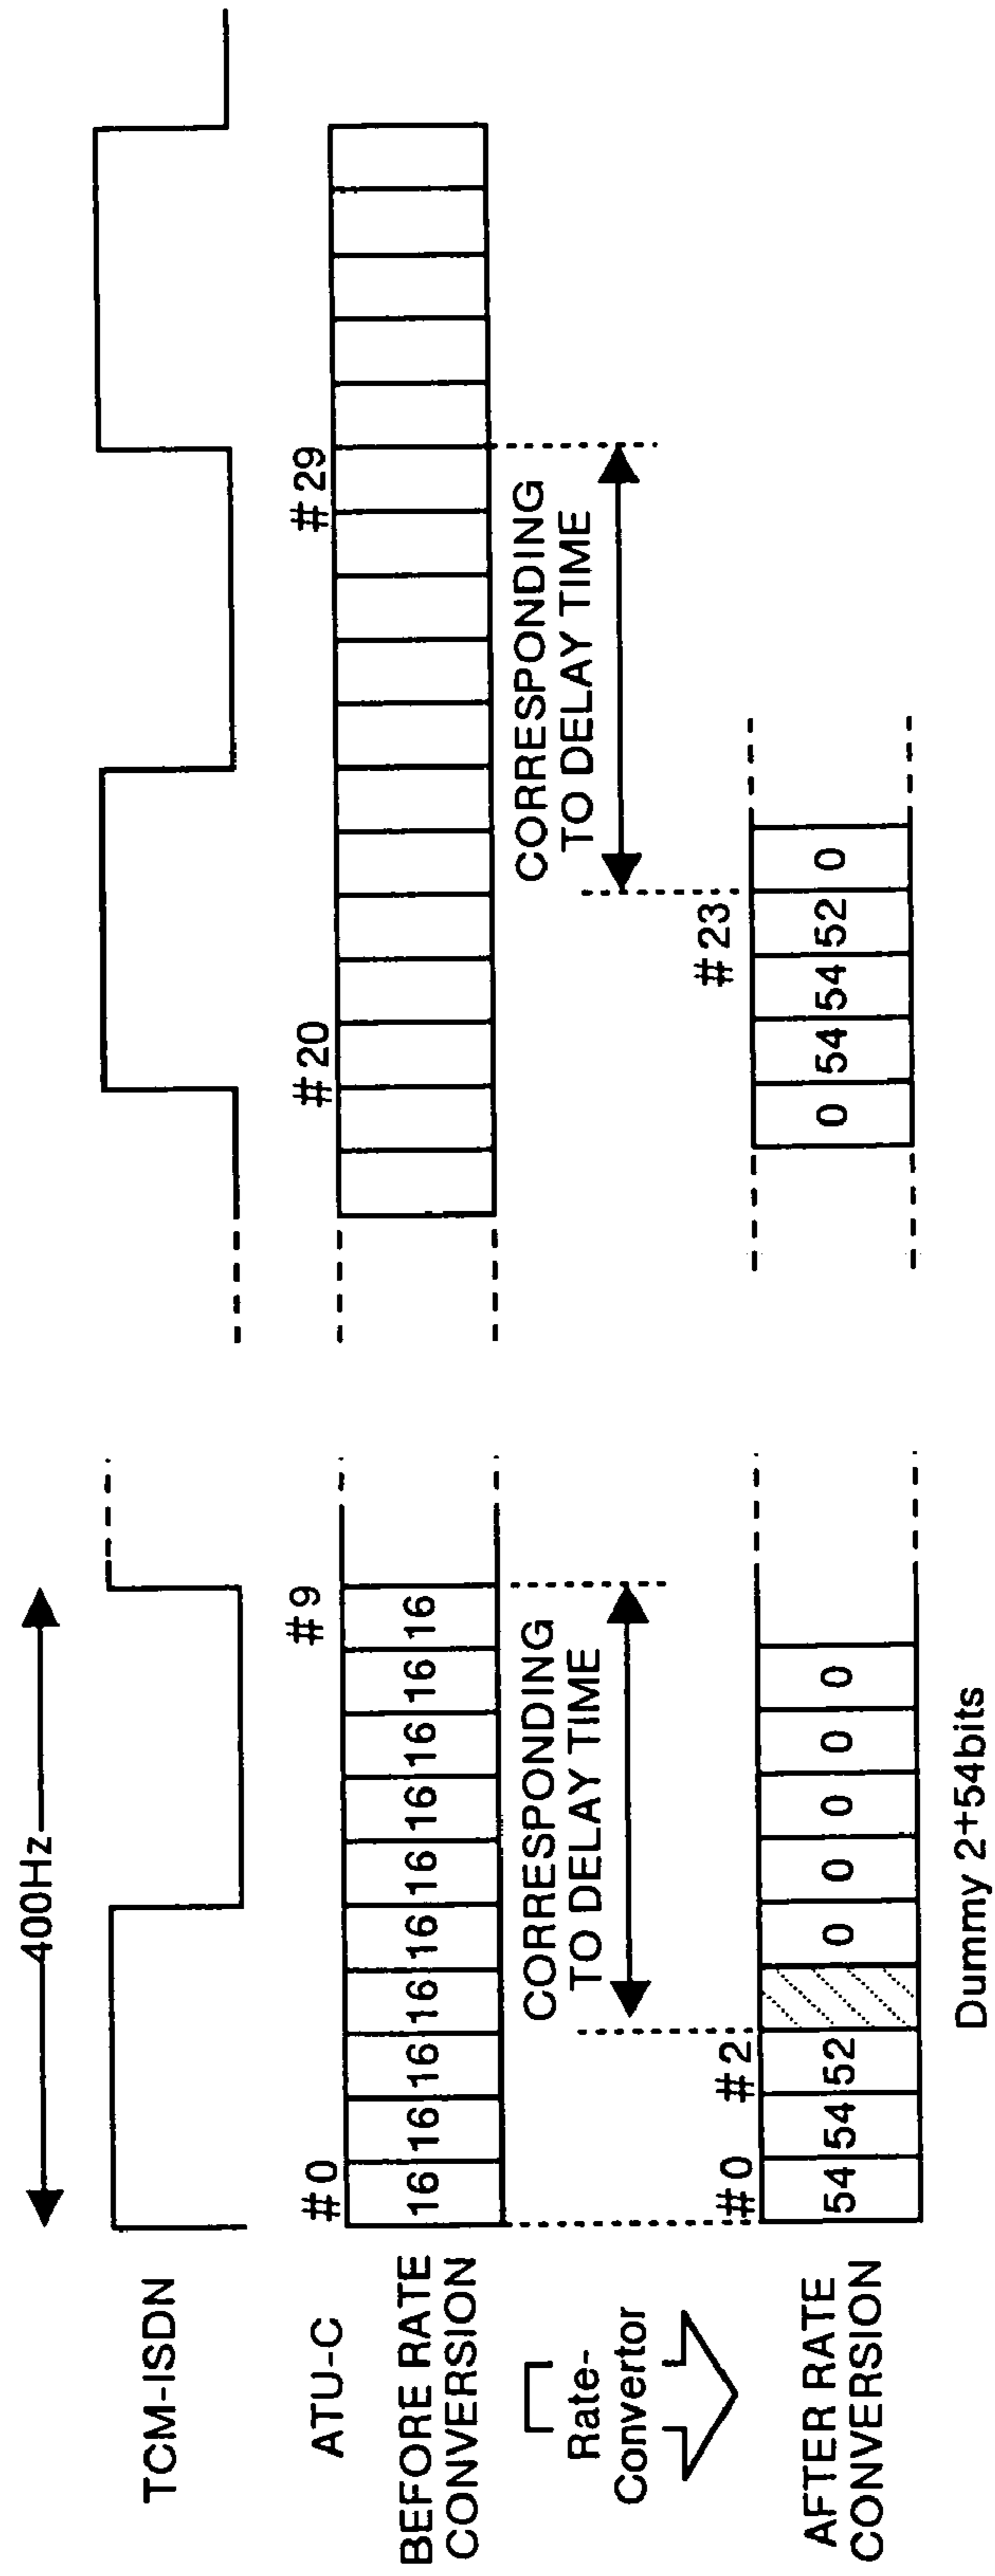 400Hz
TCM-ISDN
ATU-C
#0
#9
#20
#29
BEFORE RATE
CONVERSION
16 16 16 16 16 16 16 16 16 16
Rate-
Convertor
CORRESPONDING
TO DELAY TIME
CORRESPONDING
TO DELAY TIME
#0
#2
#23
AFTER RATE
CONVERSION
54 54 52 0 0 0 0 0
0 54 54 52 0
Dummy 2+54bits